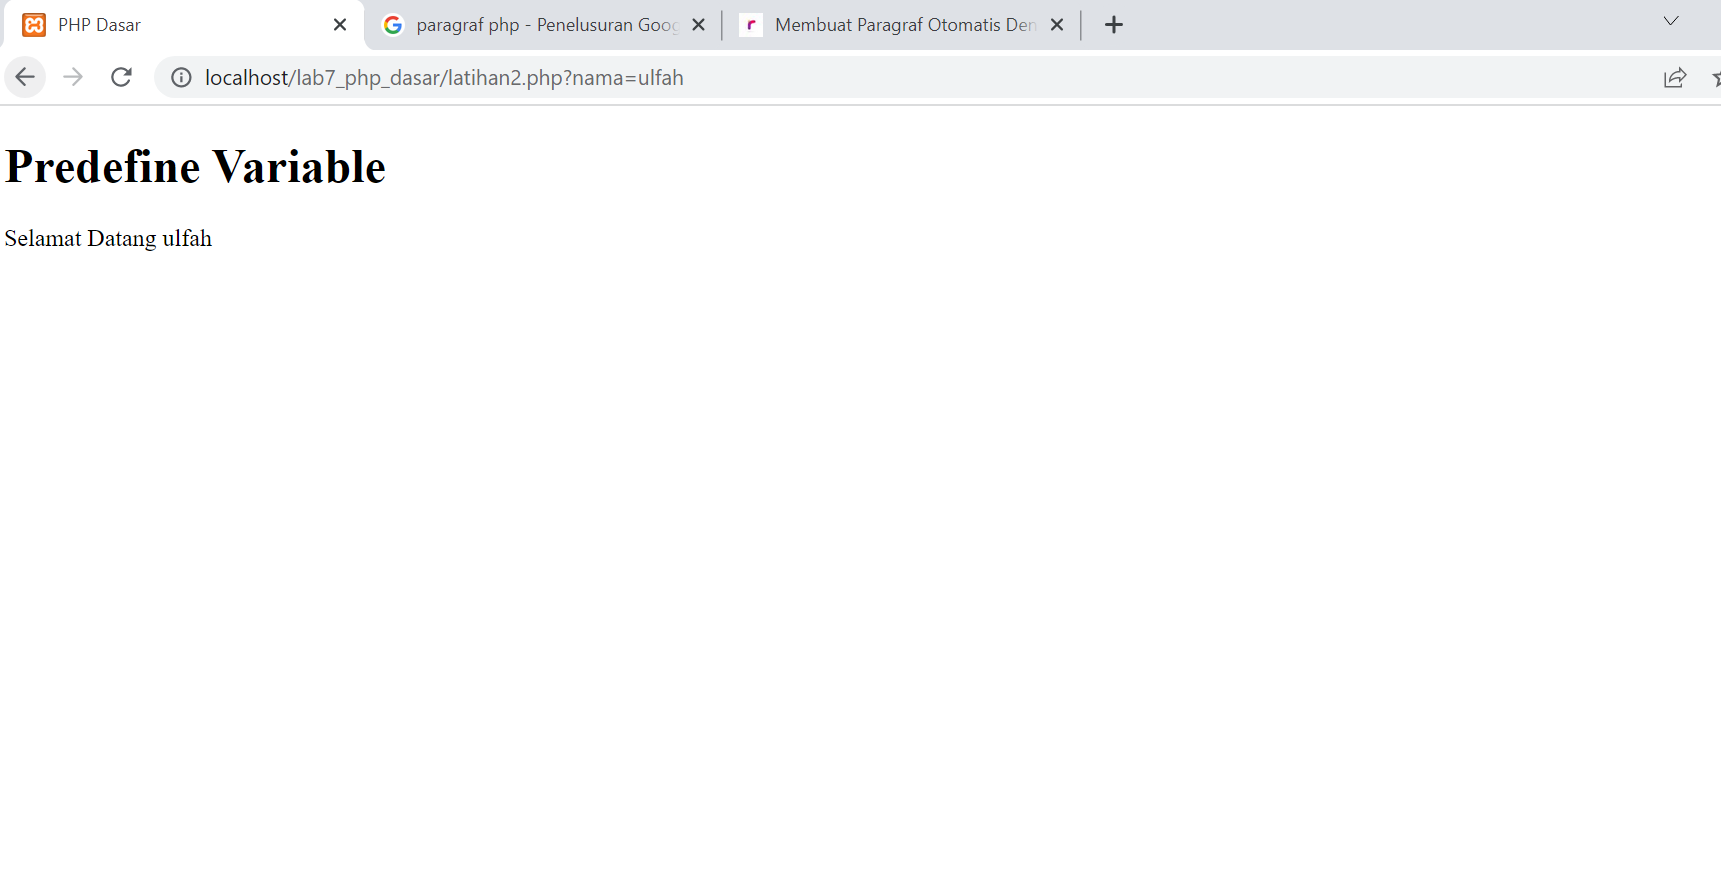 PHP Dasar
paragraf php - Penelusuran Goog
Membuat Paragraf Otomatis Den
localhost/lab7_php_dasar/latihan2.php?nama=ulfah
Predefine Variable
Selamat Datang ulfah